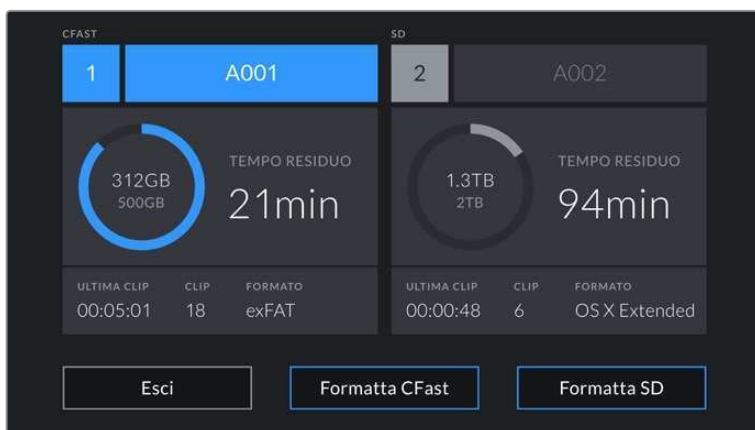 CFAST
1
A001
312GB
500GB
TEMPO RESIDUO
21min
ULTIMA CLIP
CLIP
FORMATO
00:05:01
18
exFAT
SD
2
A002
1.3TB
2TB
TEMPO RESIDUO
94min
ULTIMA CLIP
CLIP
FORMATO
00:00:48
6
OS X Extended
Esci
Formatta CFast
Formatta SD